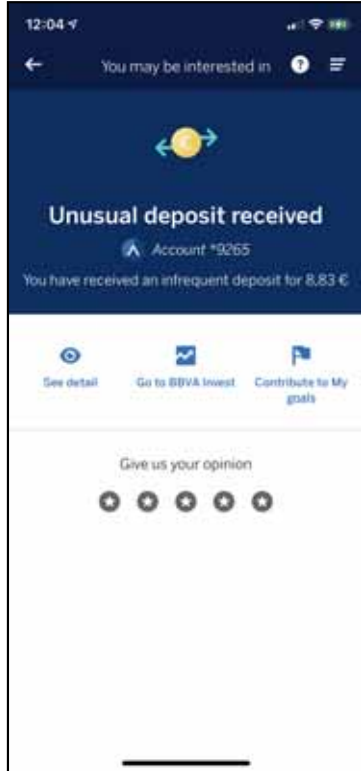 12:04
You may be interested in
?
Unusual deposit received
Account *9265
You have received an infrequent deposit for 8,83 €
See detail
Go to BBVA Invest
Contribute to My
goals
Give us your opinion